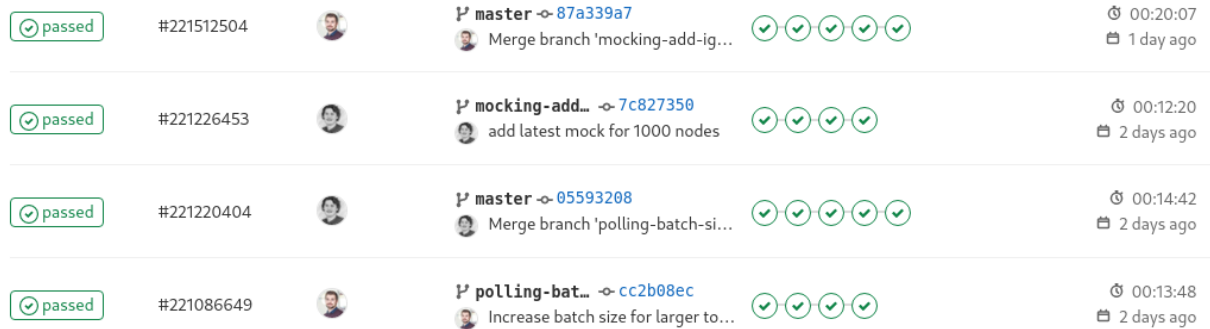 passed #221512504 master 87a339a7 00:20:07
Merge branch 'mocking-add-ig... 1 day ago
passed #221226453 mocking-add... 7c827350 00:12:20
add latest mock for 1000 nodes 2 days ago
passed #221220404 master 05593208 00:14:42
Merge branch 'polling-batch-si... 2 days ago
passed #221086649 polling-bat... cc2b08ec 00:13:48
Increase batch size for larger to... 2 days ago